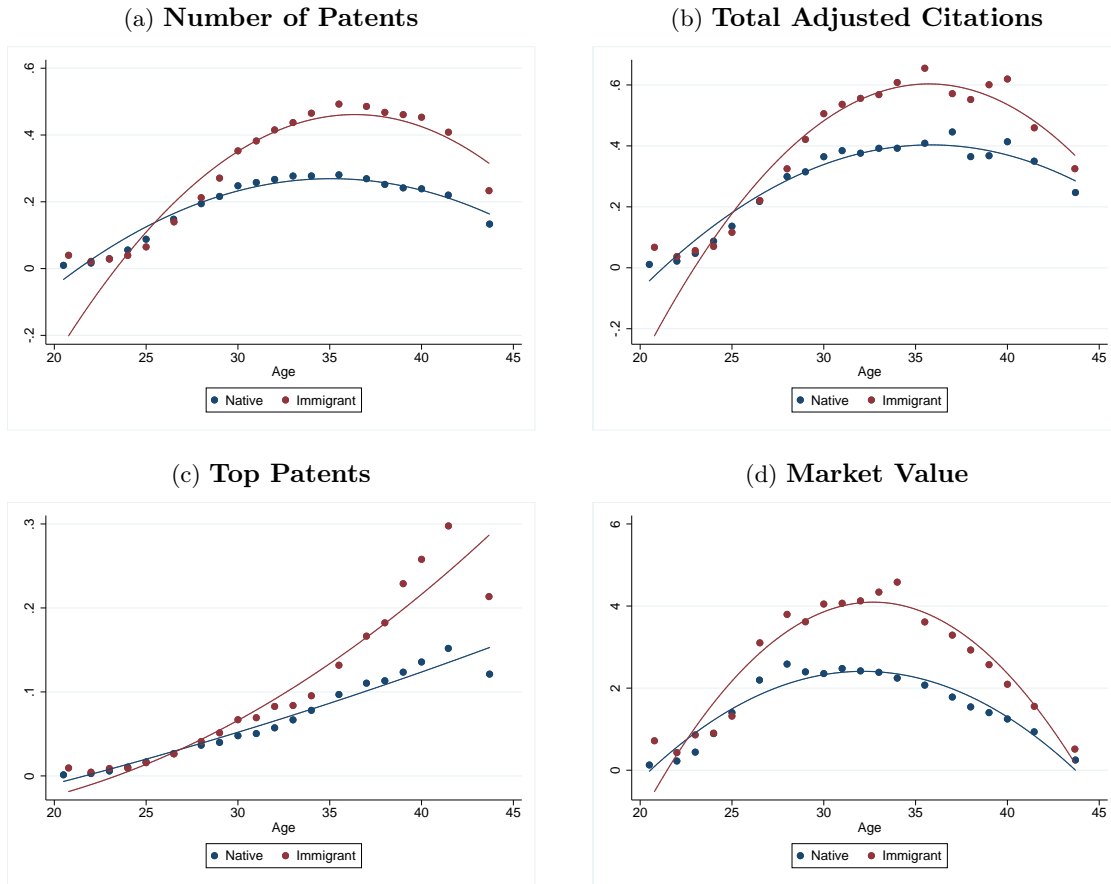 (a) Number of Patents
.6
.4
.2
0
-.2
20 25 30 35 40 45
Age
Native Immigrant
(b) Total Adjusted Citations
.6
.4
.2
0
-.2
20 25 30 35 40 45
Age
Native Immigrant
(c) Top Patents
.3
.2
.1
0
20 25 30 35 40 45
Age
Native Immigrant
(d) Market Value
6
4
2
0
20 25 30 35 40 45
Age
Native Immigrant